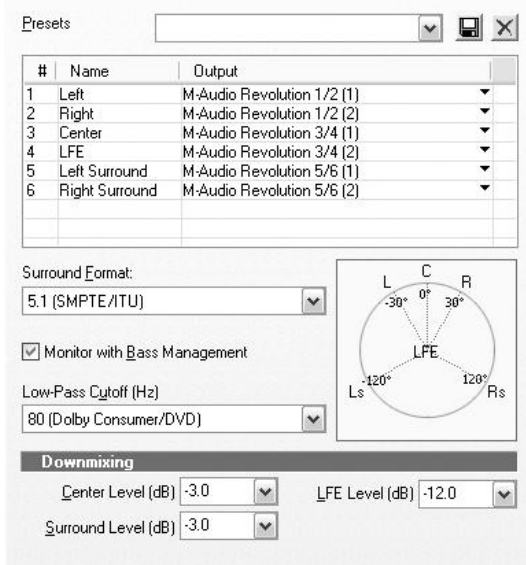 Presets
# Name Output
1 Left M-Audio Revolution 1/2 (1)
2 Right M-Audio Revolution 1/2 (2)
3 Center M-Audio Revolution 3/4 (1)
4 LFE M-Audio Revolution 3/4 (2)
5 Left Surround M-Audio Revolution 5/6 (1)
6 Right Surround M-Audio Revolution 5/6 (2)
Surround Format:
5.1 (SMPTE/ITU)
Monitor with Bass Management
Low-Pass Cutoff (Hz)
80 (Dolby Consumer/DVD)
C
L R
-30° 0° 30°
LFE
-120° 120°
Ls Rs
Downmixing
Center Level (dB) -3.0 LFE Level (dB) -12.0
Surround Level (dB) -3.0